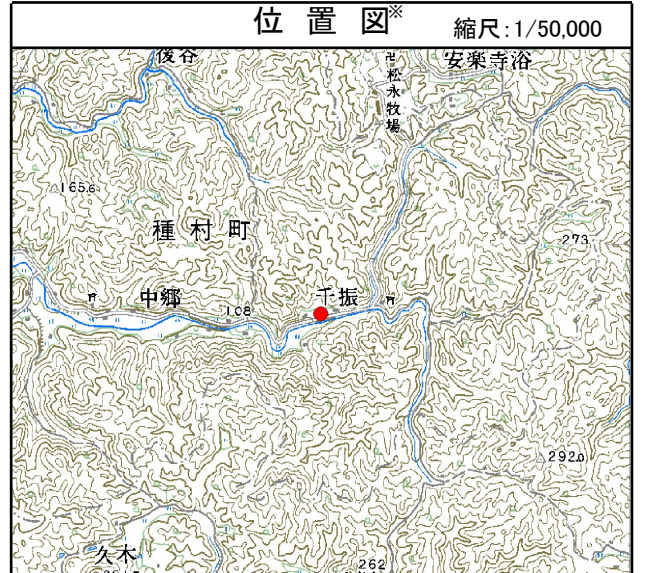 位置図※ 縮尺:1/50,000
後谷
安楽寺浴
卍松永牧場
165.6
種村町
273
中郷
108
千振
292.0
久木
262